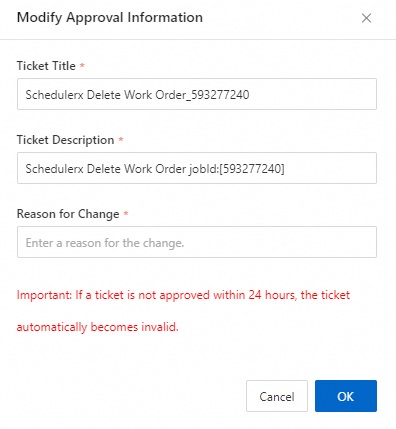 Modify Approval Information
Ticket Title *
Schedulerx Delete Work Order_593277240
Ticket Description *
Schedulerx Delete Work Order jobId:[593277240]
Reason for Change *
Enter a reason for the change.
Important: If a ticket is not approved within 24 hours, the ticket
automatically becomes invalid.
Cancel
OK